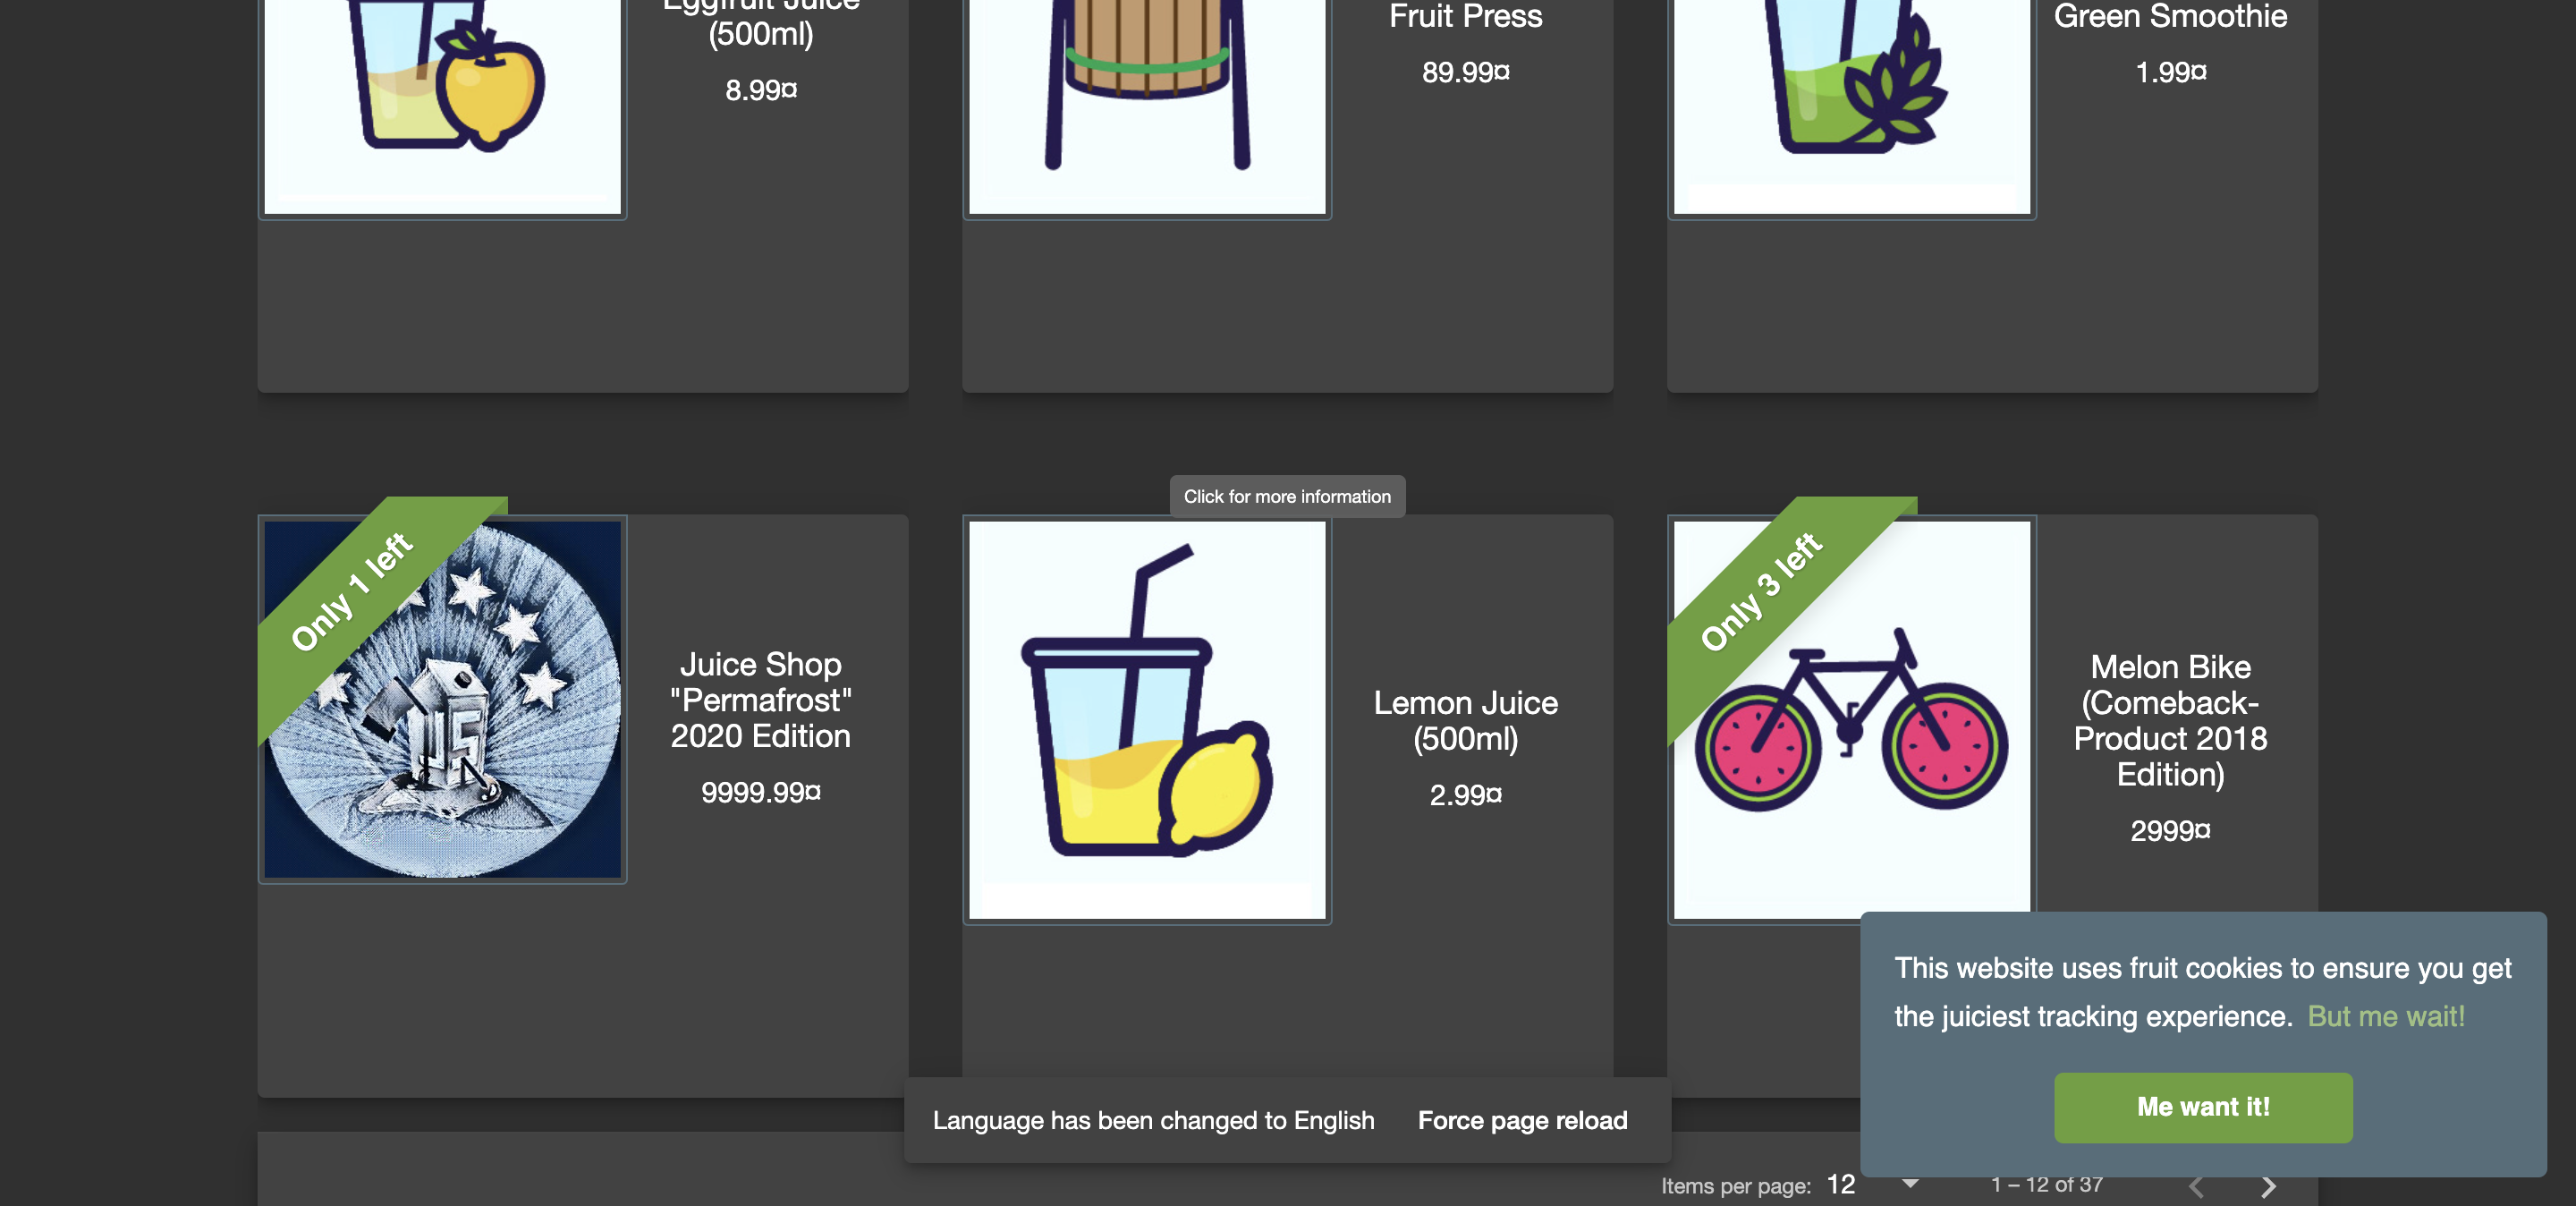 Eggfruit Juice
(500ml)
8.99¤
Fruit Press
89.99¤
Green Smoothie
1.99¤
Click for more information
Only 1 left
Juice Shop
"Permafrost"
2020 Edition
9999.99¤
Lemon Juice
(500ml)
2.99¤
Only 3 left
Melon Bike
(Comeback-
Product 2018
Edition)
2999¤
This website uses fruit cookies to ensure you get
the juiciest tracking experience. But me wait!
Me want it!
Language has been changed to English Force page reload
Items per page: 12
1 – 12 of 37